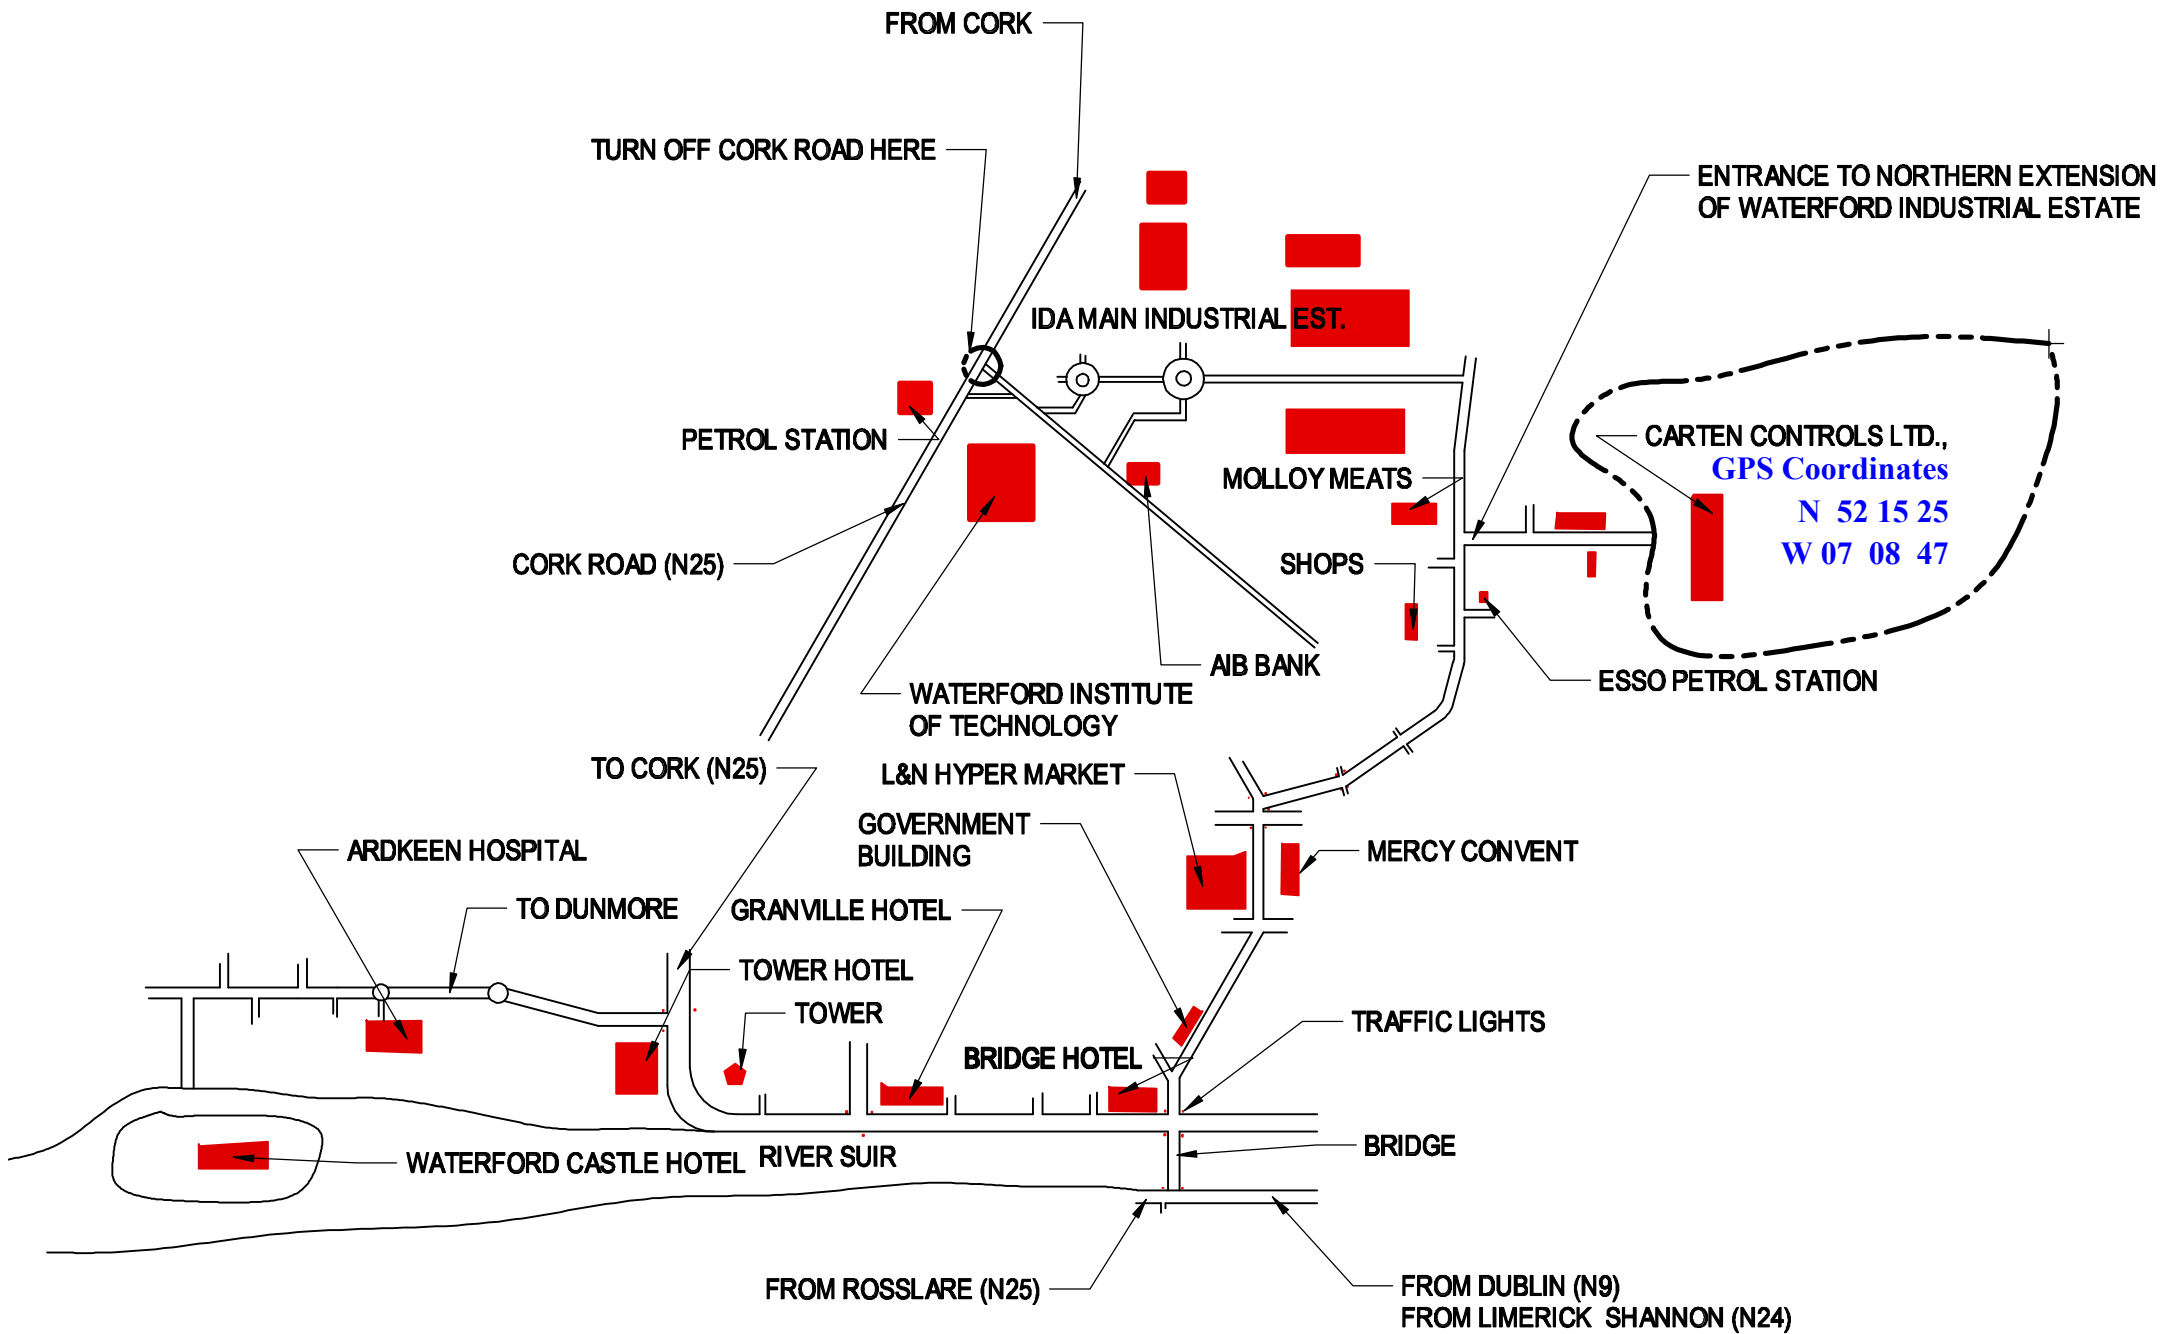 FROM CORK
TURN OFF CORK ROAD HERE
ENTRANCE TO NORTHERN EXTENSION
OF WATERFORD INDUSTRIAL ESTATE
IDA MAIN INDUSTRIAL EST.
PETROL STATION
CARTEN CONTROLS LTD.,
GPS Coordinates
N 52 15 25
W 07 08 47
MOLLOY MEATS
CORK ROAD (N25)
SHOPS
AIB BANK
ESSO PETROL STATION
WATERFORD INSTITUTE
OF TECHNOLOGY
TO CORK (N25)
L&N HYPER MARKET
GOVERNMENT
BUILDING
ARDKEEN HOSPITAL
MERCY CONVENT
TO DUNMORE
GRANVILLE HOTEL
TOWER HOTEL
TOWER
TRAFFIC LIGHTS
BRIDGE HOTEL
BRIDGE
WATERFORD CASTLE HOTEL
RIVER SUIR
FROM ROSSLARE (N25)
FROM DUBLIN (N9)
FROM LIMERICK SHANNON (N24)